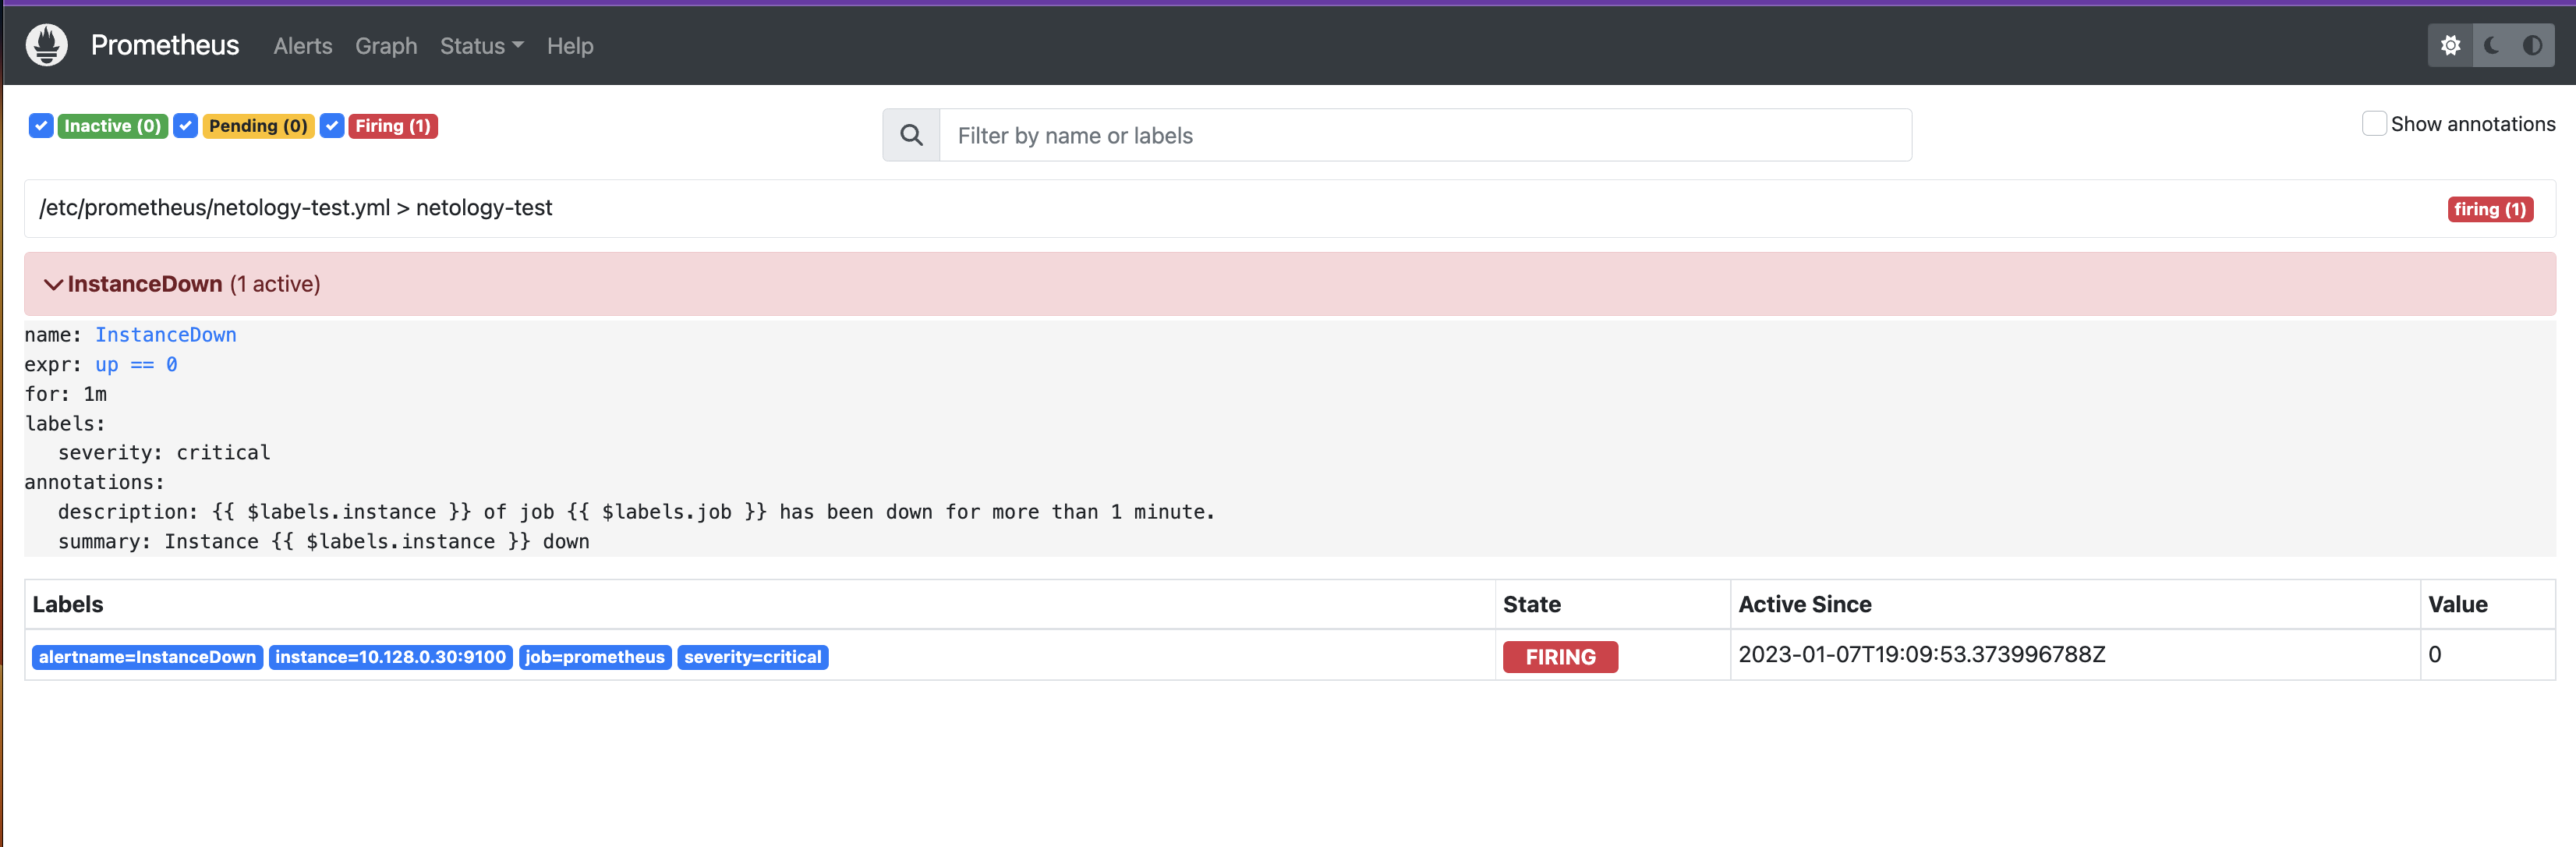 Prometheus Alerts Graph Status Help
Inactive (0) Pending (0) Firing (1) Filter by name or labels Show annotations
/etc/prometheus/netology-test.yml > netology-test firing (1)
InstanceDown (1 active)
name: InstanceDown
expr: up == 0
for: 1m
labels:
severity: critical
annotations:
description: {{ $labels.instance }} of job {{ $labels.job }} has been down for more than 1 minute.
summary: Instance {{ $labels.instance }} down
Labels State Active Since Value
alertname=InstanceDown instance=10.128.0.30:9100 job=prometheus severity=critical FIRING 2023-01-07T19:09:53.373996788Z 0